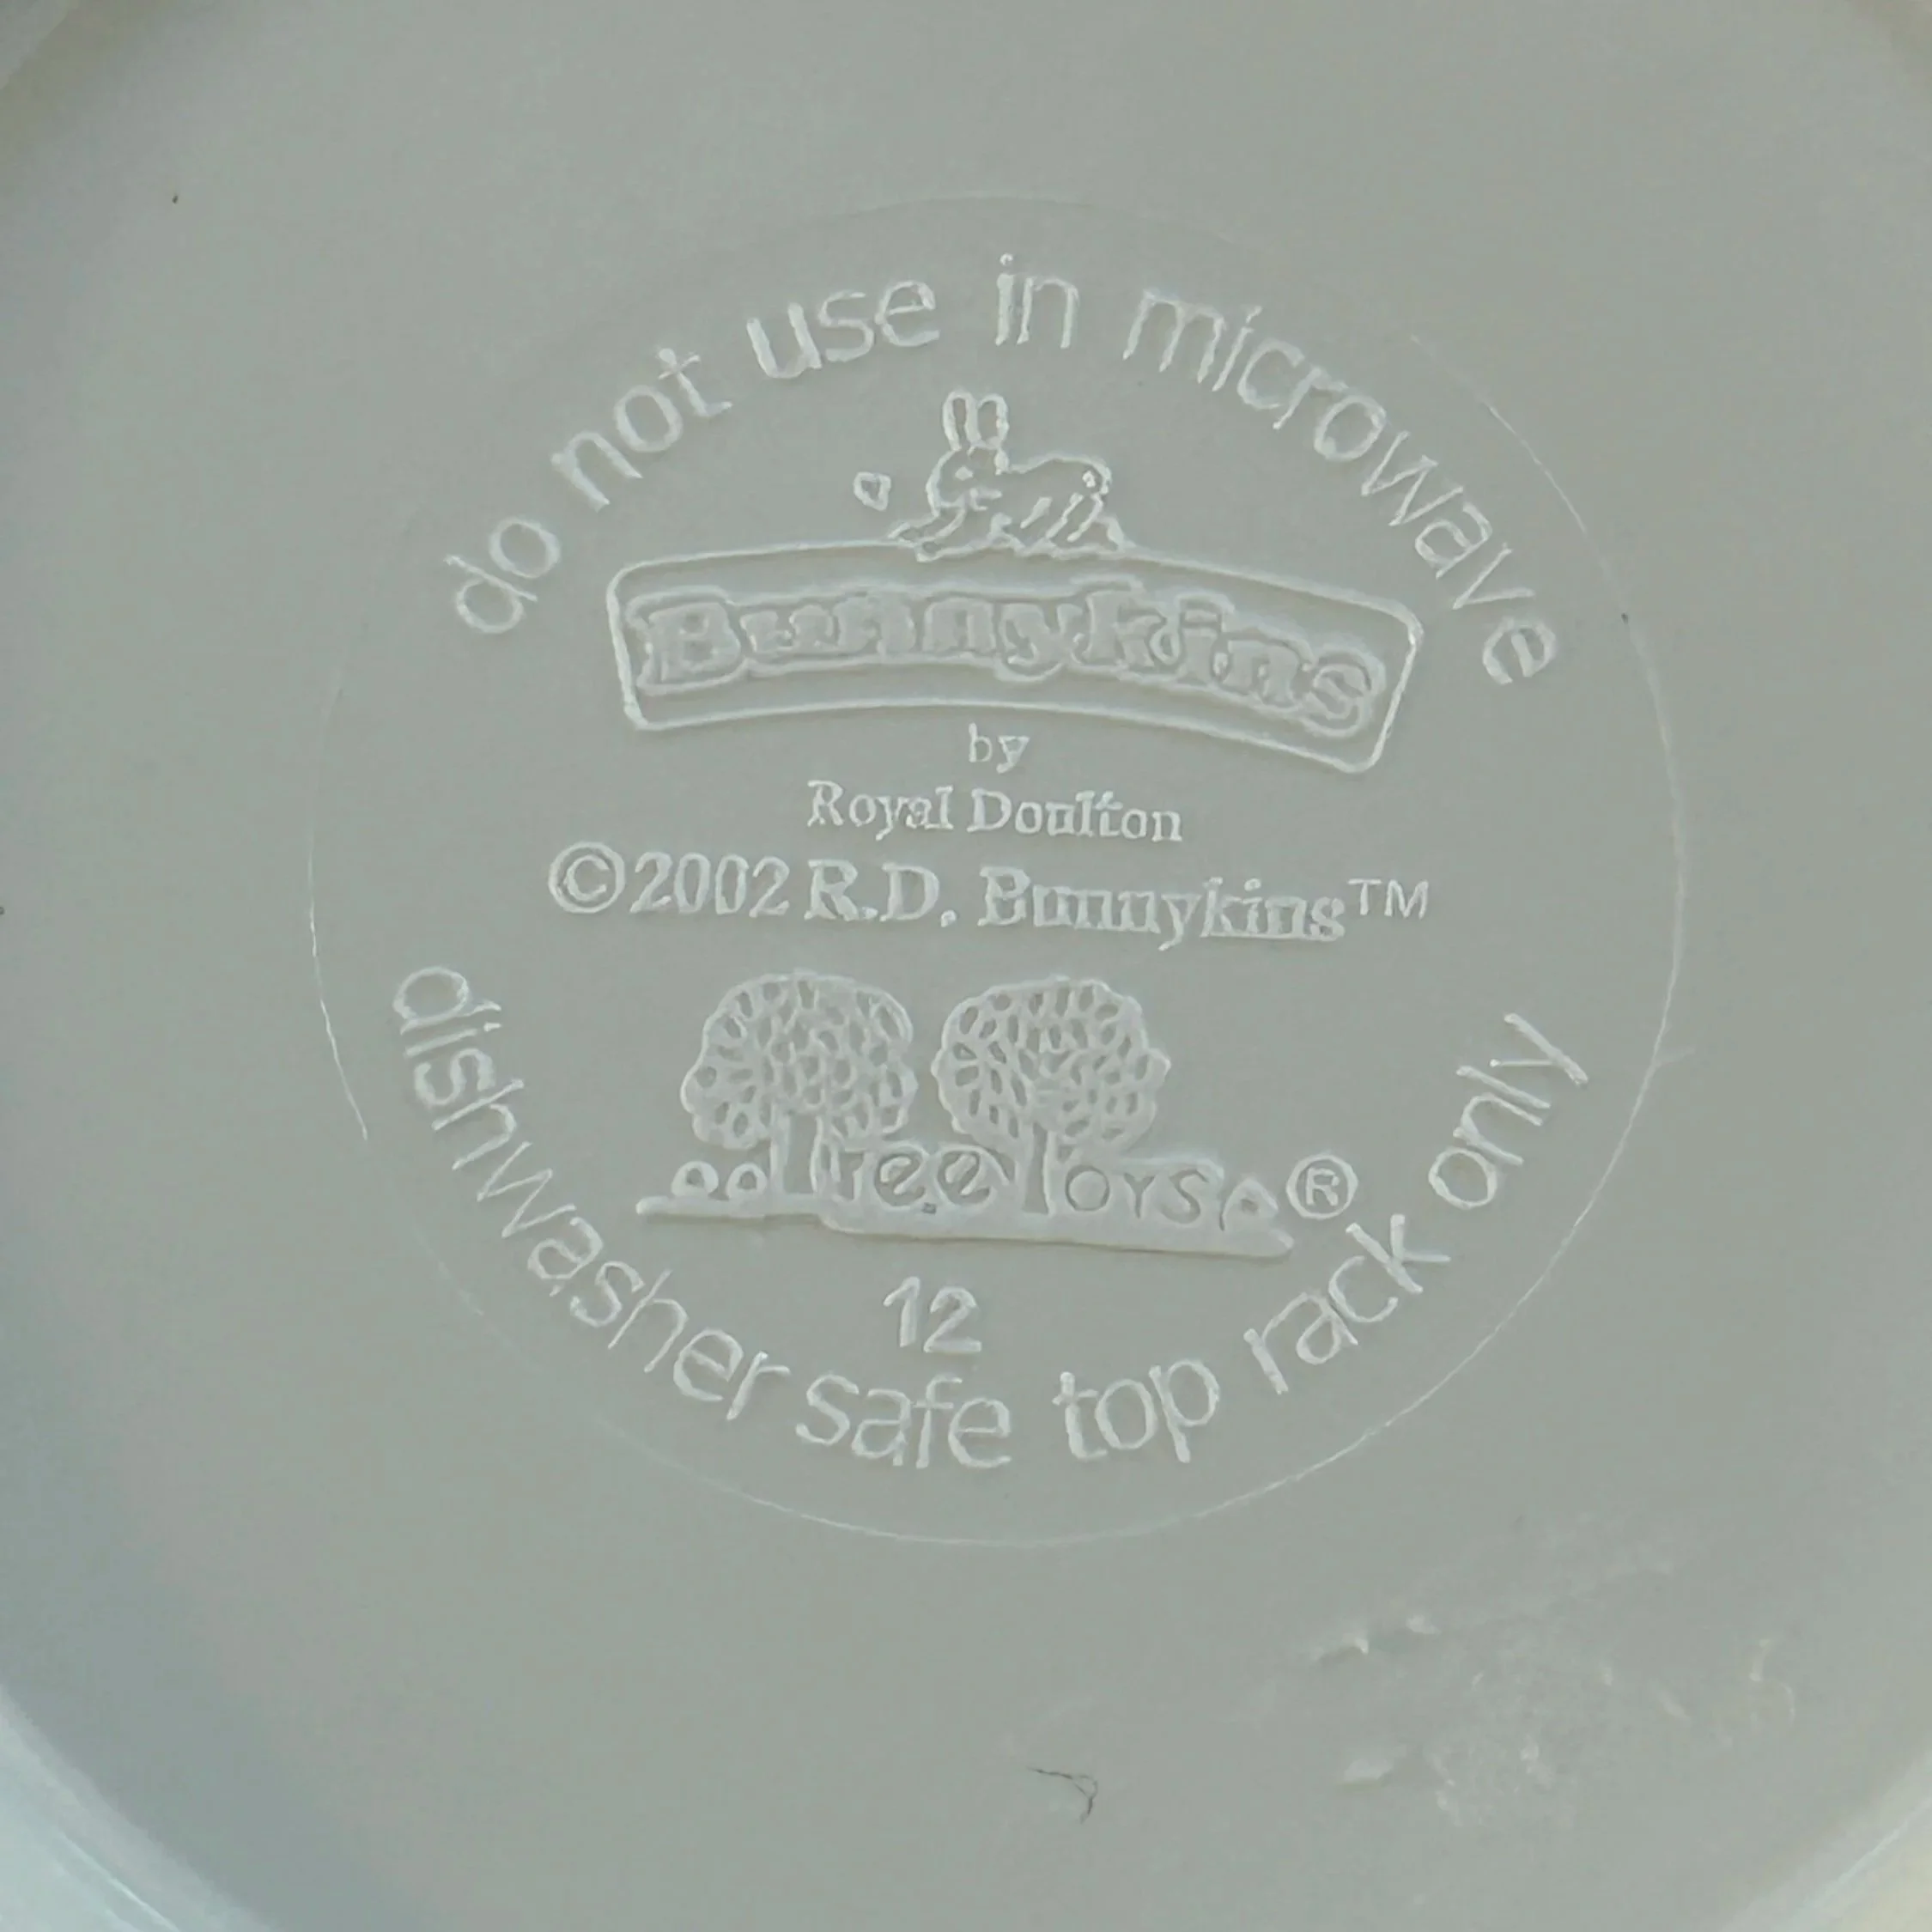 do not use in microwave
Bunnykins
by
Royal Doulton
©2002 R.D. Bunnykins™
Tree Toys®
12
dishwasher safe top rack only